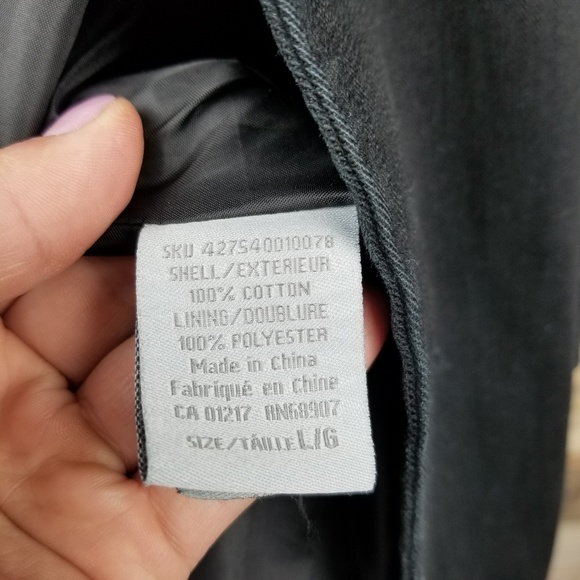 SKU 427540010078
SHELL/EXTERIEUR
100% COTTON
LINING/DOUBLURE
100% POLYESTER
Made in China
Fabriqué en Chine
CA 01217 RN68907
SIZE/TAILLE L/G